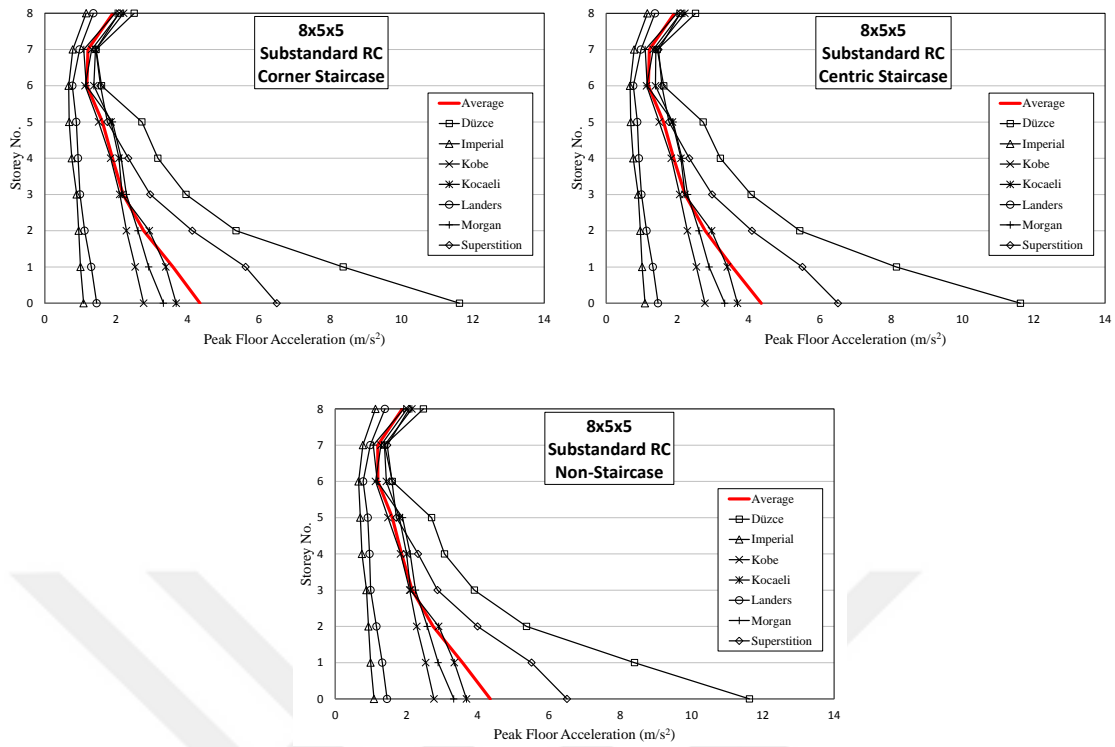 8x5x5
Substandard RC
Corner Staircase
Storey No.
8
7
6
5
4
3
2
1
0
Average
Düzce
Imperial
Kobe
Kocaeli
Landers
Morgan
Superstition
0 2 4 6 8 10 12 14
Peak Floor Acceleration (m/s²)
8x5x5
Substandard RC
Centric Staircase
Storey No.
8
7
6
5
4
3
2
1
0
Average
Düzce
Imperial
Kobe
Kocaeli
Landers
Morgan
Superstition
0 2 4 6 8 10 12 14
Peak Floor Acceleration (m/s²)
8x5x5
Substandard RC
Non-Staircase
Storey No.
8
7
6
5
4
3
2
1
0
Average
Düzce
Imperial
Kobe
Kocaeli
Landers
Morgan
Superstition
0 2 4 6 8 10 12 14
Peak Floor Acceleration (m/s²)